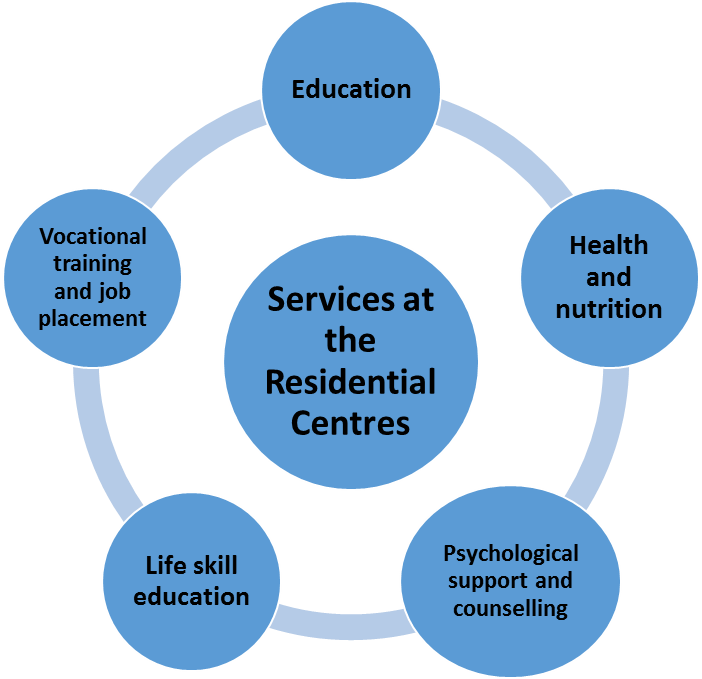 Education
Health
and
nutrition
Psychological
support and
counselling
Life skill
education
Vocational
training
and job
placement
Services at
the
Residential
Centres